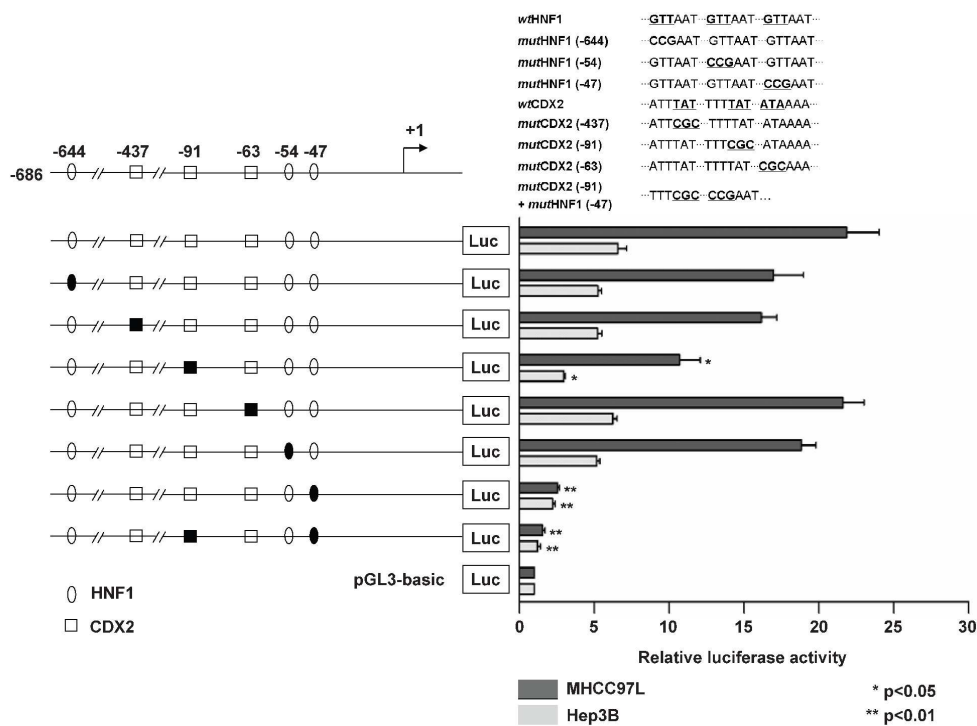 wtHNF1 ···GTTAAT···GTTAAT···GTTAAT···
mutHNF1 (-644) ···CCGAAT···GTTAAT···GTTAAT···
mutHNF1 (-54) ···GTTAAT···CCGAAT···GTTAAT···
mutHNF1 (-47) ···GTTAAT···GTTAAT···CCGAAT···
wtCDX2 ···ATTTAT···TTTTAT···ATAAAA···
mutCDX2 (-437) ···ATTCGC···TTTTAT···ATAAAA···
mutCDX2 (-91) ···ATTTAT···TTTCGC···ATAAAA···
mutCDX2 (-63) ···ATTTAT···TTTTAT···CGCAAA···
mutCDX2 (-91)
+ mutHNF1 (-47) ···TTTCGC···CCGAAT…
+1
-644 -437 -91 -63 -54 -47
-686
Luc
Luc
Luc
Luc *
*
Luc
Luc
Luc **
**
Luc **
**
pGL3-basic Luc
HNF1
CDX2
0 5 10 15 20 25 30
Relative luciferase activity
MHCC97L * p<0.05
Hep3B ** p<0.01